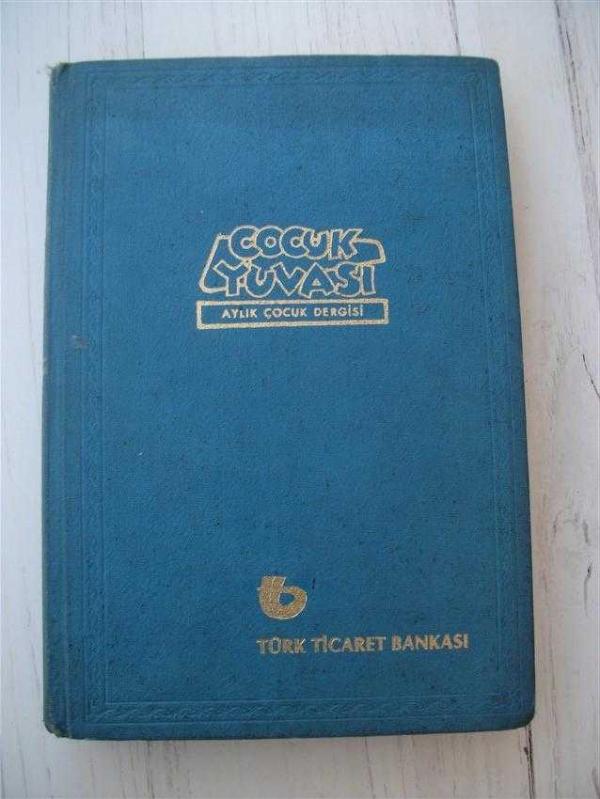 ÇOCUK
YUVASI
AYLIK ÇOCUK DERGİSİ
TÜRK TİCARET BANKASI